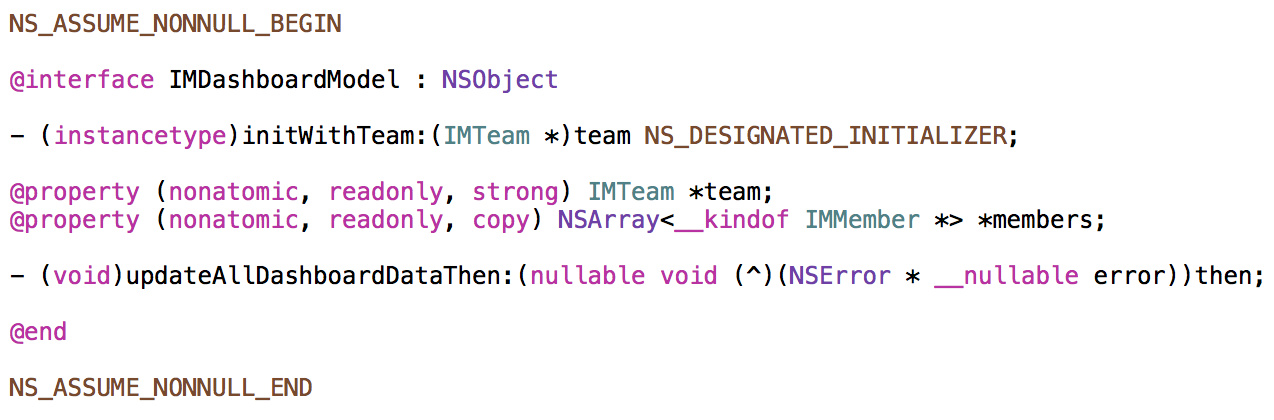 NS_ASSUME_NONNULL_BEGIN
@interface IMDashboardModel : NSObject
- (instancetype)initWithTeam:(IMTeam *)team NS_DESIGNATED_INITIALIZER;
@property (nonatomic, readonly, strong) IMTeam *team;
@property (nonatomic, readonly, copy) NSArray<__kindof IMMember *> *members;
- (void)updateAllDashboardDataThen:(nullable void (^)(NSError * __nullable error))then;
@end
NS_ASSUME_NONNULL_END